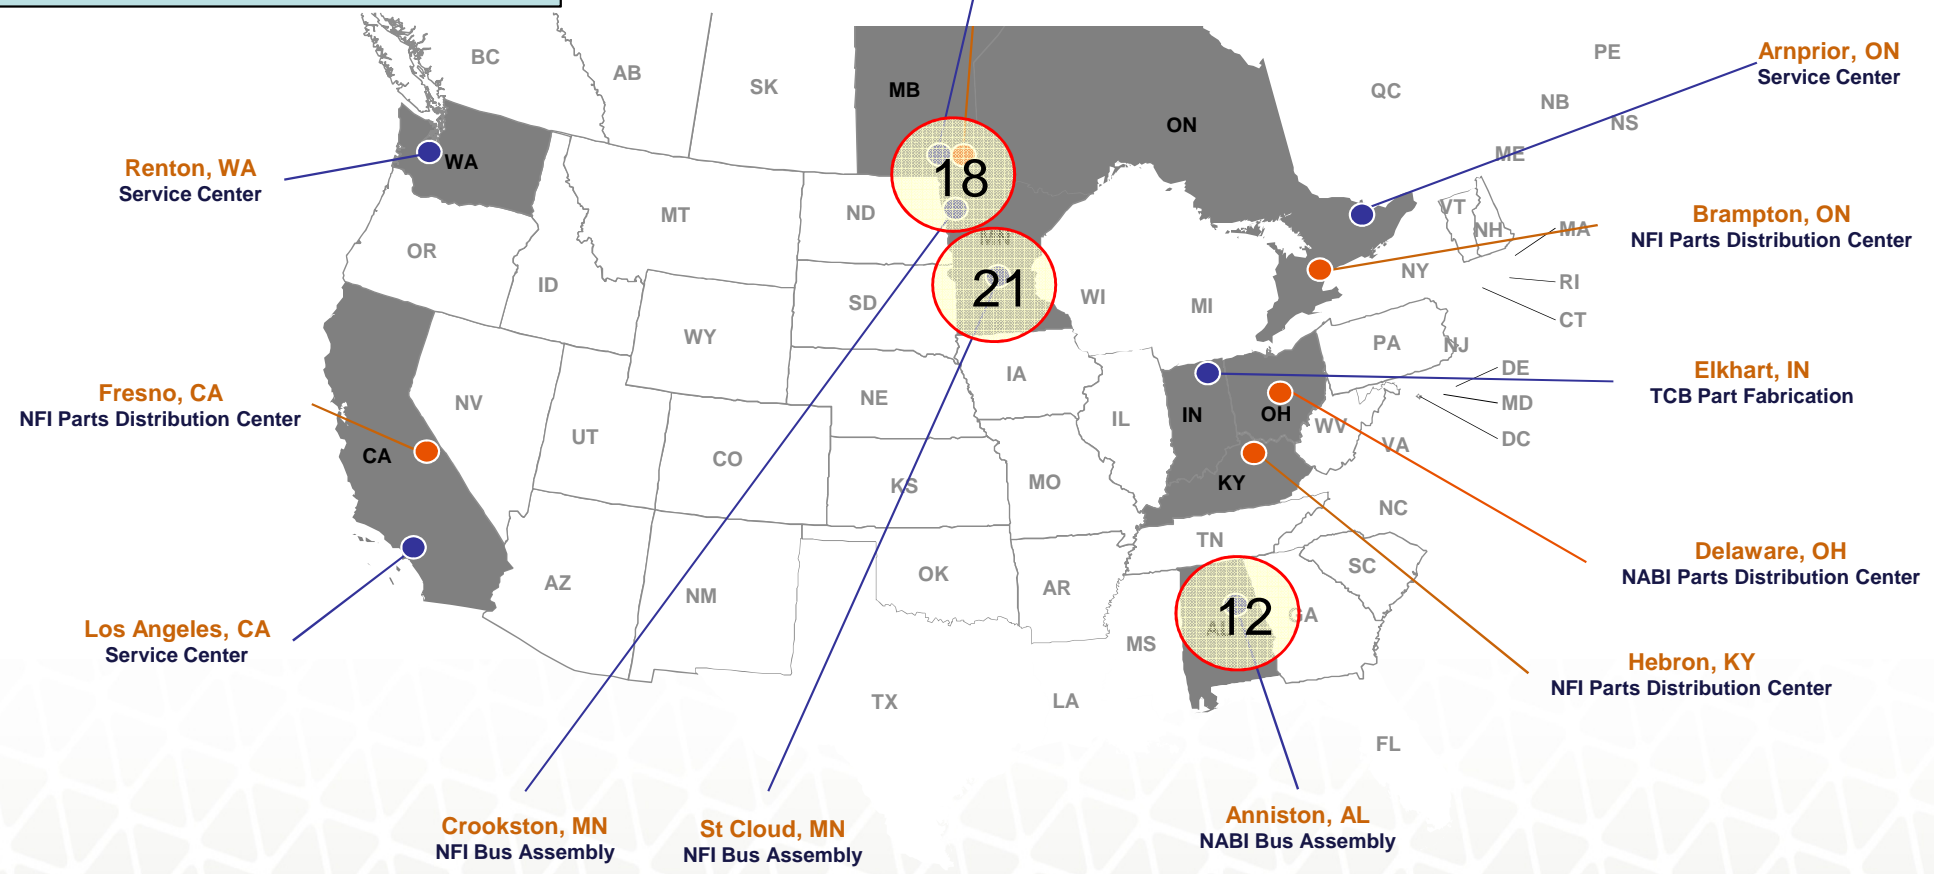 BC
AB
SK
MB
ON
QC
PE
NB
NS
ME
Arnprior, ON
Service Center
WA
Renton, WA
Service Center
MT
ND
18
VT
NH
MA
Brampton, ON
NFI Parts Distribution Center
OR
ID
MN
NY
RI
CT
WY
SD
21
WI
MI
PA
NJ
DE
MD
DC
Elkhart, IN
TCB Part Fabrication
Fresno, CA
NFI Parts Distribution Center
NV
NE
IA
IL
IN
OH
WV
VA
CA
UT
CO
KS
MO
KY
NC
TN
Delaware, OH
NABI Parts Distribution Center
AZ
NM
OK
AR
SC
12
GA
AL
MS
Los Angeles, CA
Service Center
Hebron, KY
NFI Parts Distribution Center
TX
LA
FL
Crookston, MN
NFI Bus Assembly
St Cloud, MN
NFI Bus Assembly
Anniston, AL
NABI Bus Assembly